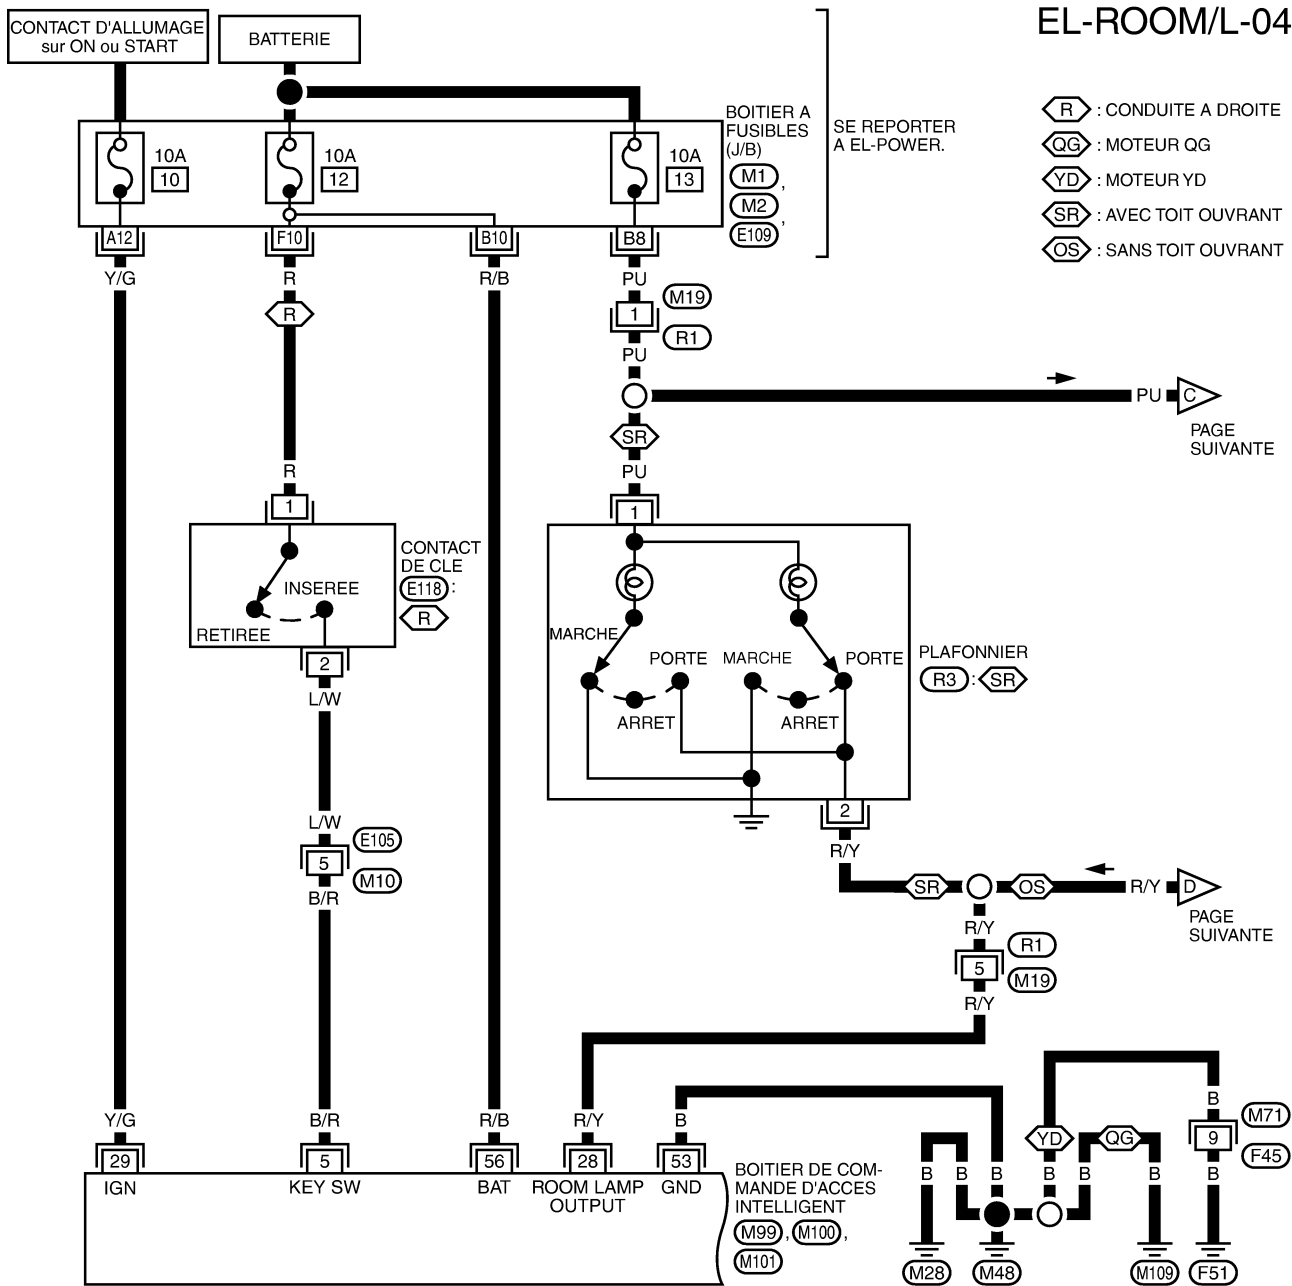 EL-ROOM/L-04
CONTACT D'ALLUMAGE
sur ON ou START
BATTERIE
BOITIER A
FUSIBLES
(J/B)
M1 ,
M2 ,
E109
SE REPORTER
A EL-POWER.
R : CONDUITE A DROITE
QG : MOTEUR QG
YD : MOTEUR YD
SR : AVEC TOIT OUVRANT
OS : SANS TOIT OUVRANT
10A
10
10A
12
10A
13
A12
F10
B10
B8
Y/G
R
R/B
PU
R
1
M19
R1
PU
PU
C
PAGE
SUIVANTE
SR
R
PU
1
1
CONTACT
DE CLE
E118 :
R
INSEREE
RETIREE
2
L/W
MARCHE
PORTE
MARCHE
PORTE
ARRET
ARRET
PLAFONNIER
R3 : SR
2
R/Y
L/W
E105
5
M10
B/R
SR
OS
R/Y
D
PAGE
SUIVANTE
R/Y
R1
5
M19
R/Y
Y/G
B/R
R/B
R/Y
B
B
M71
9
F45
YD
QG
B
B
B
B
B
B
B
29
5
56
28
53
IGN
KEY SW
BAT
ROOM LAMP
OUTPUT
GND
BOITIER DE COM-
MANDE D'ACCES
INTELLIGENT
M99 , M100 ,
M101
M28
M48
M109
F51